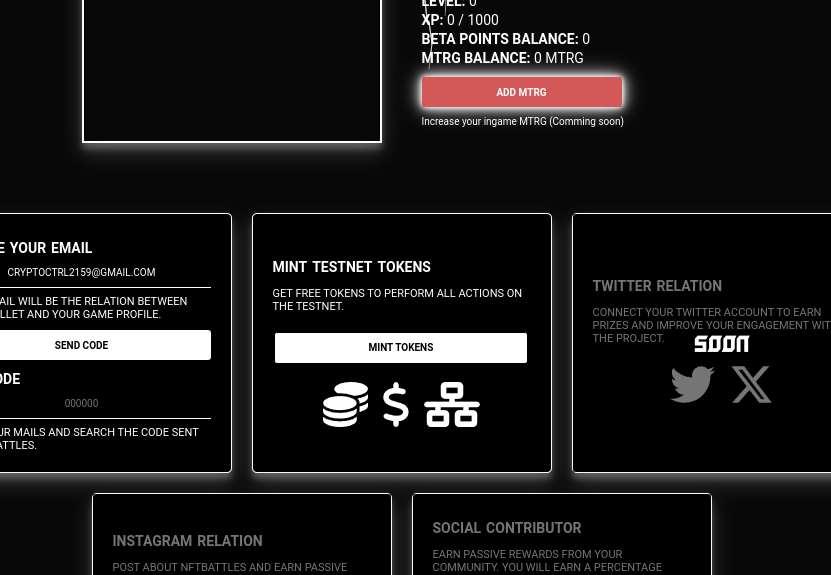 LEVEL: 0
XP: 0 / 1000
BETA POINTS BALANCE: 0
MTRG BALANCE: 0 MTRG
ADD MTRG
Increase your ingame MTRG (Comming soon)
E YOUR EMAIL
CRYPTOCTRL2159@GMAIL.COM
AIL WILL BE THE RELATION BETWEEN
LLET AND YOUR GAME PROFILE.
SEND CODE
ODE
000000
UR MAILS AND SEARCH THE CODE SENT
ATTLES.
MINT TESTNET TOKENS
GET FREE TOKENS TO PERFORM ALL ACTIONS ON
THE TESTNET.
MINT TOKENS
TWITTER RELATION
CONNECT YOUR TWITTER ACCOUNT TO EARN
PRIZES AND IMPROVE YOUR ENGAGEMENT WIT
THE PROJECT.
SOON
INSTAGRAM RELATION
POST ABOUT NFTBATTLES AND EARN PASSIVE
SOCIAL CONTRIBUTOR
EARN PASSIVE REWARDS FROM YOUR
COMMUNITY. YOU WILL EARN A PERCENTAGE